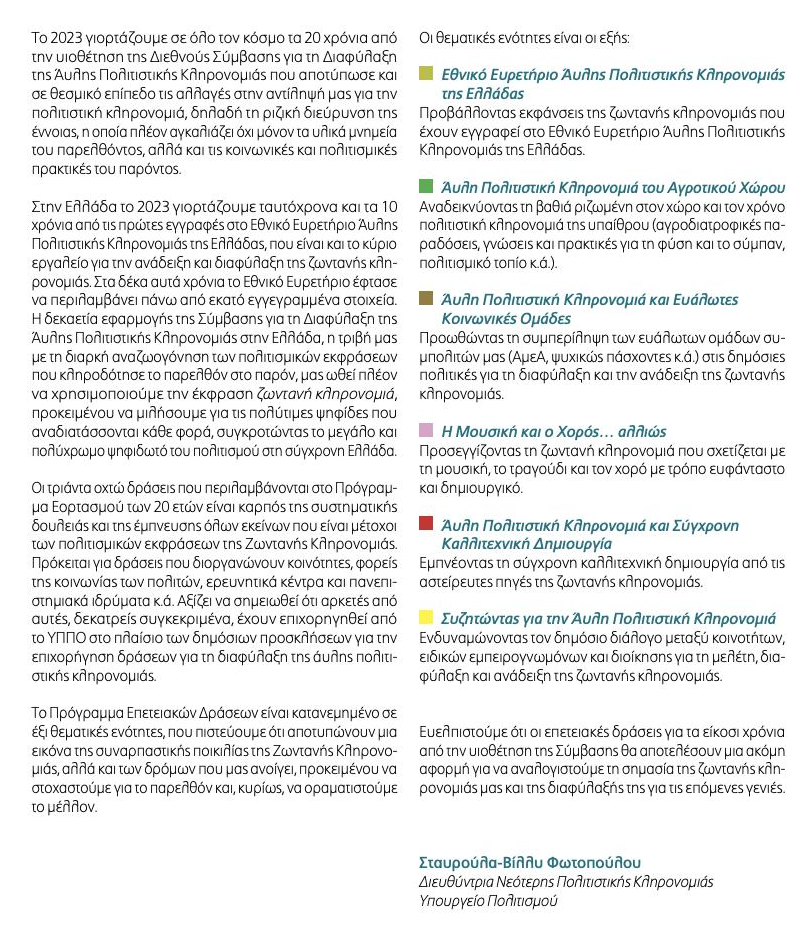 Το 2023 γιορτάζουμε σε όλο τον κόσμο τα 20 χρόνια από
την υιοθέτηση της Διεθνούς Σύμβασης για τη Διαφύλαξη
της Άυλης Πολιτιστικής Κληρονομιάς που αποτύπωσε και
σε θεσμικό επίπεδο τις αλλαγές στην αντίληψή μας για την
πολιτιστική κληρονομιά, δηλαδή τη ριζική διεύρυνση της
έννοιας, η οποία πλέον αγκαλιάζει όχι μόνον τα υλικά μνημεία
του παρελθόντος, αλλά και τις κοινωνικές και πολιτισμικές
πρακτικές του παρόντος.
Στην Ελλάδα το 2023 γιορτάζουμε ταυτόχρονα και τα 10
χρόνια από τις πρώτες εγγραφές στο Εθνικό Ευρετήριο Άυλης
Πολιτιστικής Κληρονομιάς της Ελλάδας, που είναι και το κύριο
εργαλείο για την ανάδειξη και διαφύλαξη της ζωντανής κλη-
ρονομιάς. Στα δέκα αυτά χρόνια το Εθνικό Ευρετήριο έφτασε
να περιλαμβάνει πάνω από εκατό εγγεγραμμένα στοιχεία.
Η δεκαετία εφαρμογής της Σύμβασης για τη Διαφύλαξη της
Άυλης Πολιτιστικής Κληρονομιάς στην Ελλάδα, η τριβή μας
με τη διαρκή αναζωογόνηση των πολιτισμικών εκφράσεων
που κληροδότησε το παρελθόν στο παρόν, μας ωθεί πλέον
να χρησιμοποιούμε την έκφραση ζωντανή κληρονομιά,
προκειμένου να μιλήσουμε για τις πολύτιμες ψηφίδες που
αναδιατάσσονται κάθε φορά, συγκροτώντας το μεγάλο και
πολύχρωμο ψηφιδωτό του πολιτισμού στη σύγχρονη Ελλάδα.
Οι τριάντα οχτώ δράσεις που περιλαμβάνονται στο Πρόγραμ-
μα Εορτασμού των 20 ετών είναι καρπός της συστηματικής
δουλειάς και της έμπνευσης όλων εκείνων που είναι μέτοχοι
των πολιτισμικών εκφράσεων της Ζωντανής Κληρονομιάς.
Πρόκειται για δράσεις που διοργανώνουν κοινότητες, φορείς
της κοινωνίας των πολιτών, ερευνητικά κέντρα και πανεπι-
στημιακά ιδρύματα κ.ά. Αξίζει να σημειωθεί ότι αρκετές από
αυτές, δεκατρείς συγκεκριμένα, έχουν επιχορηγηθεί από
το ΥΠΠΟ στο πλαίσιο των δημόσιων προσκλήσεων για την
επιχορήγηση δράσεων για τη διαφύλαξη της άυλης πολιτι-
στικής κληρονομιάς.
Το Πρόγραμμα Επετειακών Δράσεων είναι κατανεμημένο σε
έξι θεματικές ενότητες, που πιστεύουμε ότι αποτυπώνουν μια
εικόνα της συναρπαστικής ποικιλίας της Ζωντανής Κληρονο-
μιάς, αλλά και των δρόμων που μας ανοίγει, προκειμένου να
στοχαστούμε για το παρελθόν και, κυρίως, να οραματιστούμε
το μέλλον.
Οι θεματικές ενότητες είναι οι εξής:
Εθνικό Ευρετήριο Άυλης Πολιτιστικής Κληρονομιάς
της Ελλάδας
Προβάλλοντας εκφάνσεις της ζωντανής κληρονομιάς που
έχουν εγγραφεί στο Εθνικό Ευρετήριο Άυλης Πολιτιστικής
Κληρονομιάς της Ελλάδας.
Άυλη Πολιτιστική Κληρονομιά του Αγροτικού Χώρου
Αναδεικνύοντας τη βαθιά ριζωμένη στον χώρο και τον χρόνο
πολιτιστική κληρονομιά της υπαίθρου (αγροδιατροφικές πα-
ραδόσεις, γνώσεις και πρακτικές για τη φύση και το σύμπαν,
πολιτισμικό τοπίο κ.ά.).
Άυλη Πολιτιστική Κληρονομιά και Ευάλωτες
Κοινωνικές Ομάδες
Προωθώντας τη συμπερίληψη των ευάλωτων ομάδων συ-
μπολιτών μας (ΑμεΑ, ψυχικώς πάσχοντες κ.ά.) στις δημόσιες
πολιτικές για τη διαφύλαξη και την ανάδειξη της ζωντανής
κληρονομιάς.
Η Μουσική και ο Χορός... αλλιώς
Προσεγγίζοντας τη ζωντανή κληρονομιά που σχετίζεται με
τη μουσική, το τραγούδι και τον χορό με τρόπο ευφάνταστο
και δημιουργικό.
Άυλη Πολιτιστική Κληρονομιά και Σύγχρονη
Καλλιτεχνική Δημιουργία
Εμπνέοντας τη σύγχρονη καλλιτεχνική δημιουργία από τις
αστείρευτες πηγές της ζωντανής κληρονομιάς.
Συζητώντας για την Άυλη Πολιτιστική Κληρονομιά
Ενδυναμώνοντας τον δημόσιο διάλογο μεταξύ κοινοτήτων,
ειδικών εμπειρογνωμόνων και διοίκησης για τη μελέτη, δια-
φύλαξη και ανάδειξη της ζωντανής κληρονομιάς.
Ευελπιστούμε ότι οι επετειακές δράσεις για τα είκοσι χρόνια
από την υιοθέτηση της Σύμβασης θα αποτελέσουν μια ακόμη
αφορμή για να αναλογιστούμε τη σημασία της ζωντανής κλη-
ρονομιάς μας και της διαφύλαξής της για τις επόμενες γενιές.
Σταυρούλα-Βίλλυ Φωτοπούλου
Διευθύντρια Νεότερης Πολιτιστικής Κληρονομιάς
Υπουργείο Πολιτισμού